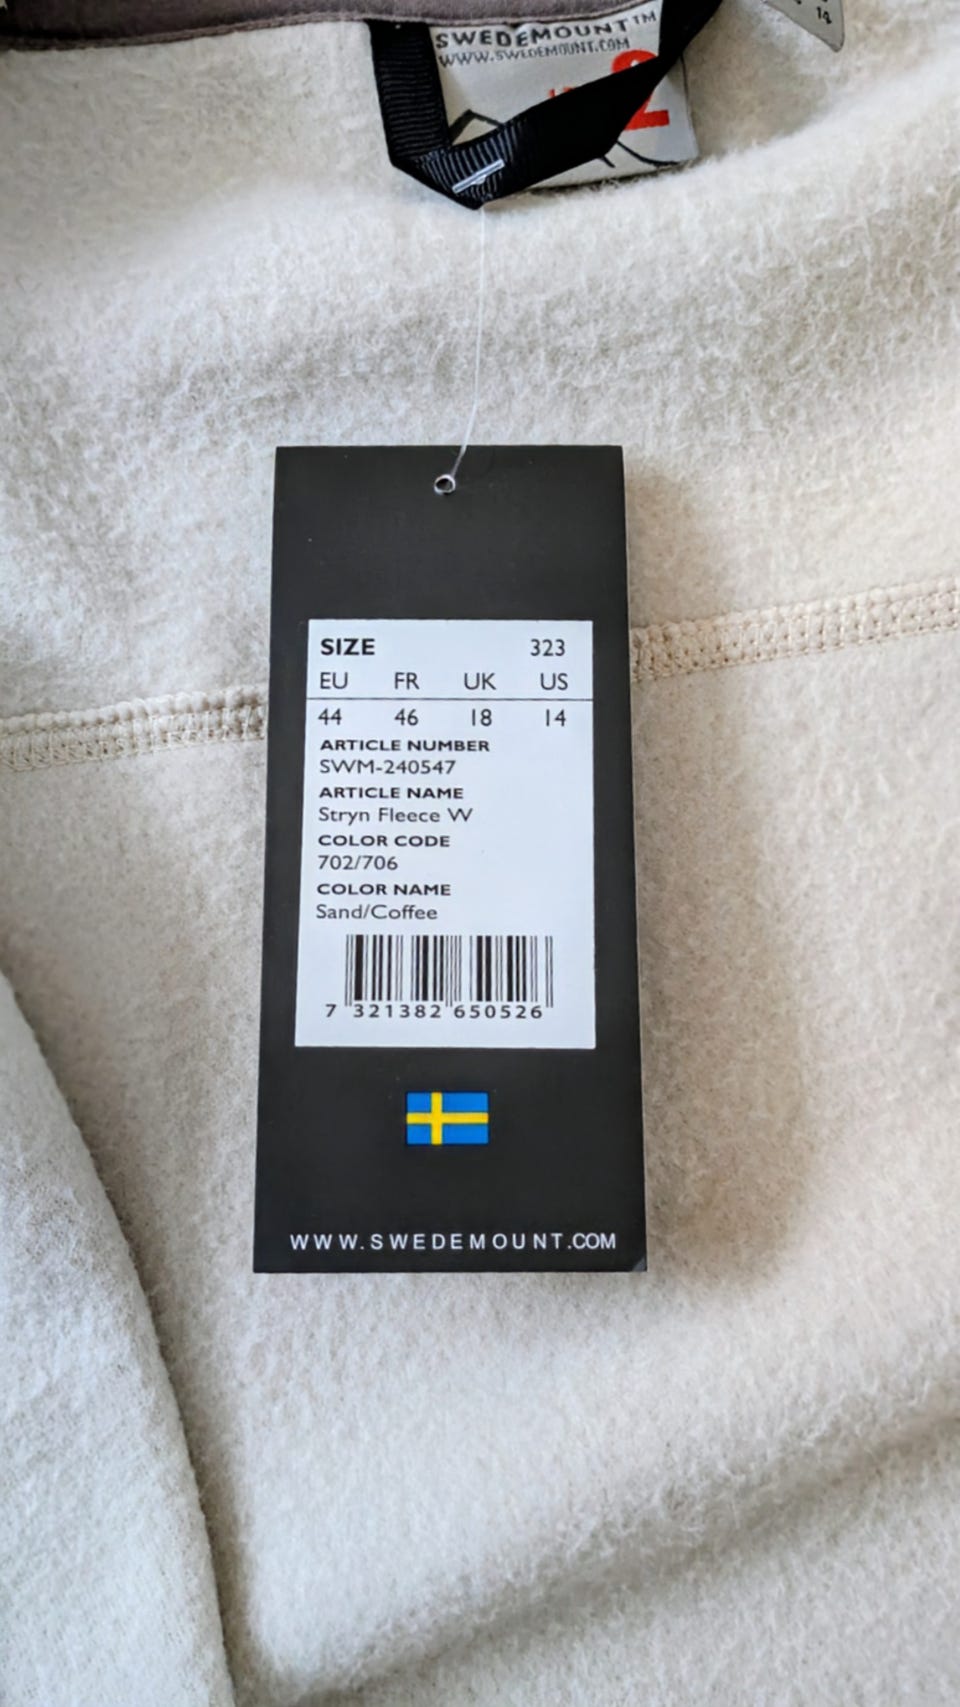 14
SWEDEMOUNT™
WWW.SWEDEMOUNT.COM
SIZE 323
EU FR UK US
44 46 18 14
ARTICLE NUMBER
SWM-240547
ARTICLE NAME
Stryn Fleece W
COLOR CODE
702/706
COLOR NAME
Sand/Coffee
7 321382 650526
WWW.SWEDEMOUNT.COM